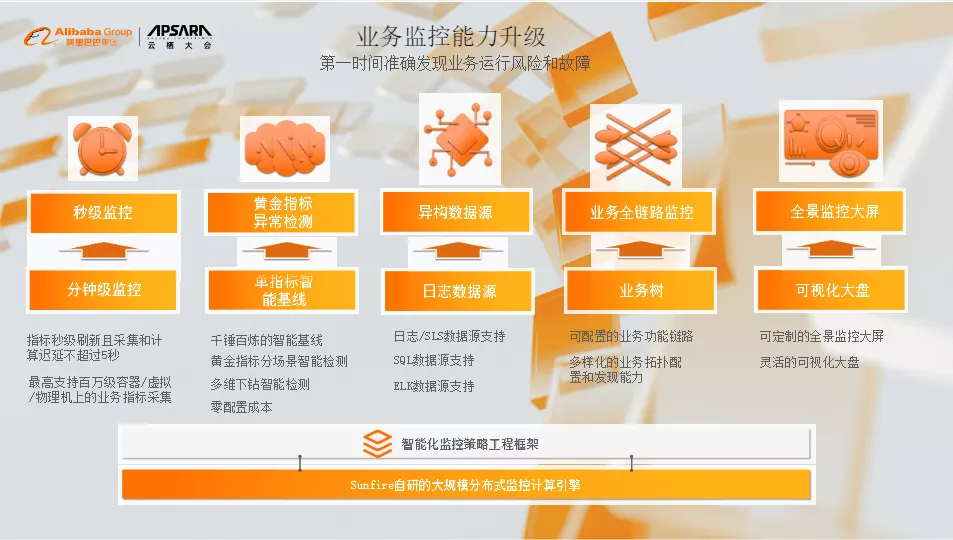 Alibaba Group
阿里巴巴集团
APSARA
云栖大会
业务监控能力升级
第一时间准确发现业务运行风险和故障
秒级监控
分钟级监控
指标秒级刷新且采集和计
算迟延不超过5秒
最高支持百万级容器/虚拟
/物理机上的业务指标采集
黄金指标
异常检测
单指标智
能基线
千锤百炼的智能基线
黄金指标分场景智能检测
多维下钻智能检测
零配置成本
异构数据源
日志数据源
日志/SLS数据源支持
SQL数据源支持
ELK数据源支持
业务全链路监控
业务树
可配置的业务功能链路
多样化的业务拓扑配
置和发现能力
全景监控大屏
可视化大盘
可定制的全景监控大屏
灵活的可视化大盘
智能化监控策略工程框架
Sunfire自研的大规模分布式监控计算引擎